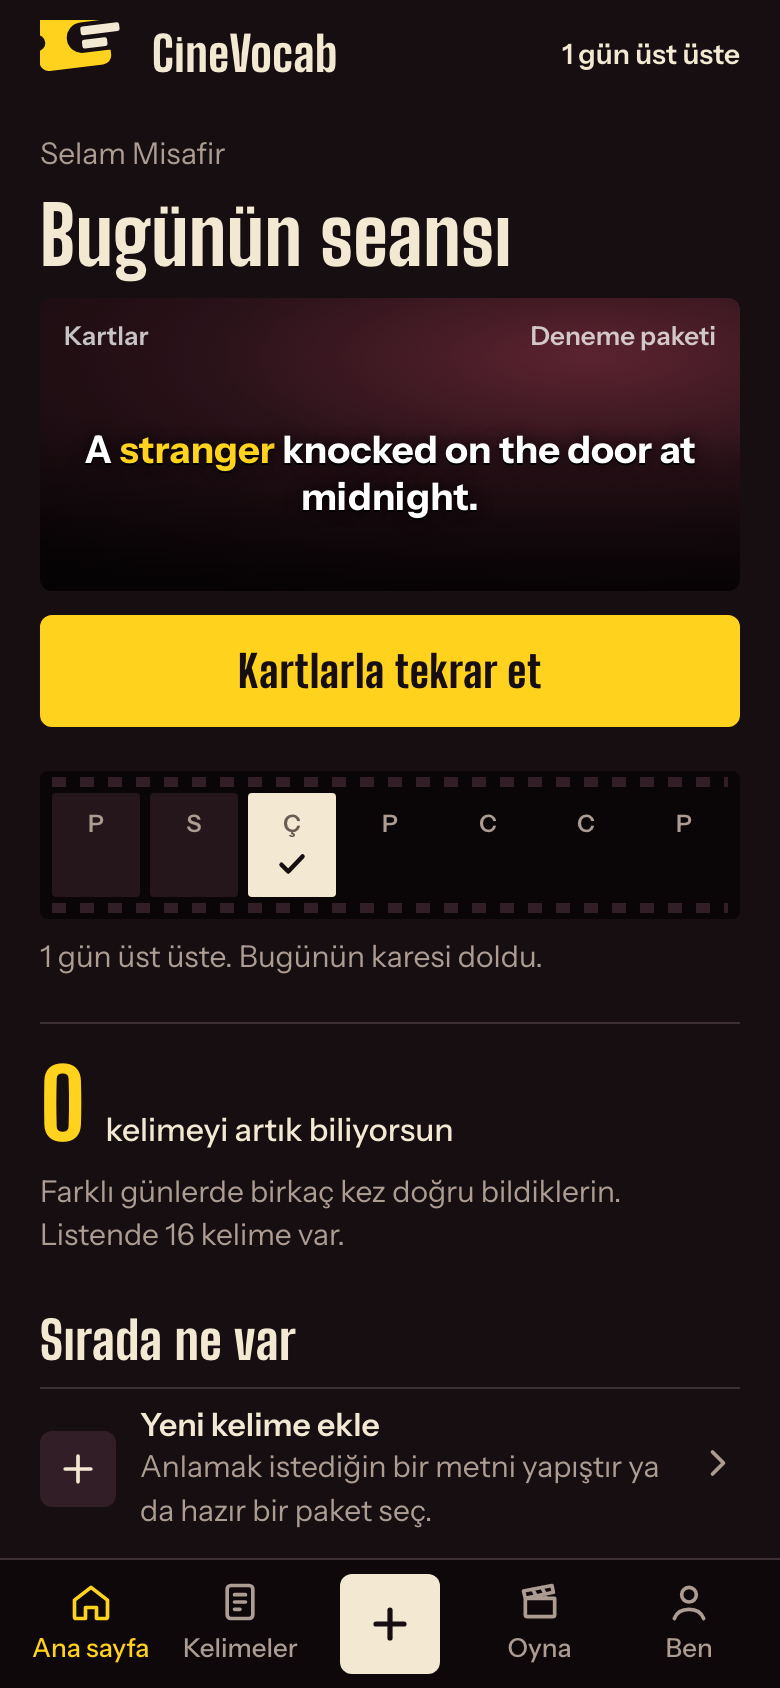 CineVocab
1 gün üst üste
Selam Misafir
Bugünün seansı
Kartlar
Deneme paketi
A stranger knocked on the door at
midnight.
Kartlarla tekrar et
P S Ç P C C P
1 gün üst üste. Bugünün karesi doldu.
0 kelimeyi artık biliyorsun
Farklı günlerde birkaç kez doğru bildiklerin.
Listende 16 kelime var.
Sırada ne var
Yeni kelime ekle
Anlamak istediğin bir metni yapıştır ya
da hazır bir paket seç.
Ana sayfa
Kelimeler
Oyna
Ben